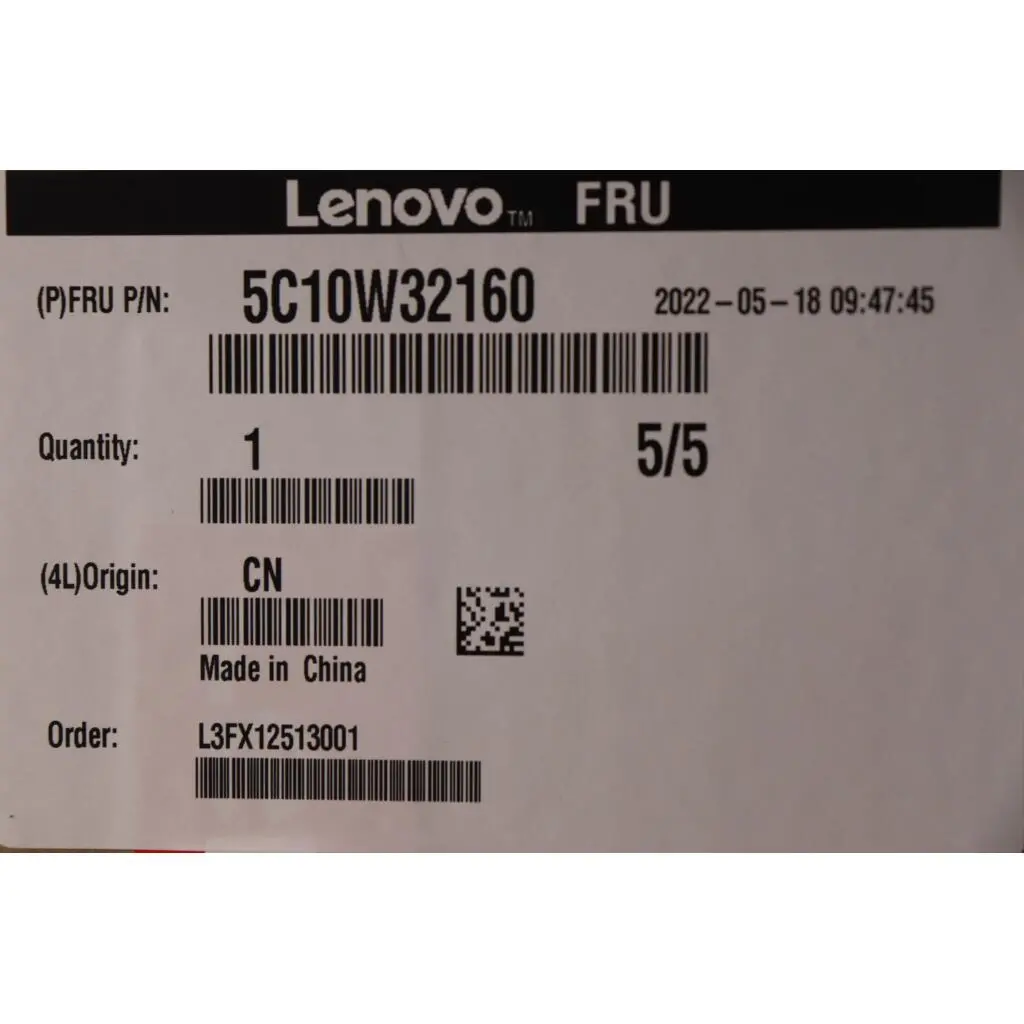 Lenovo™ FRU
(P)FRU P/N: 5C10W32160 2022-05-18 09:47:45
Quantity: 1 5/5
(4L)Origin: CN
Made in China
Order: L3FX12513001